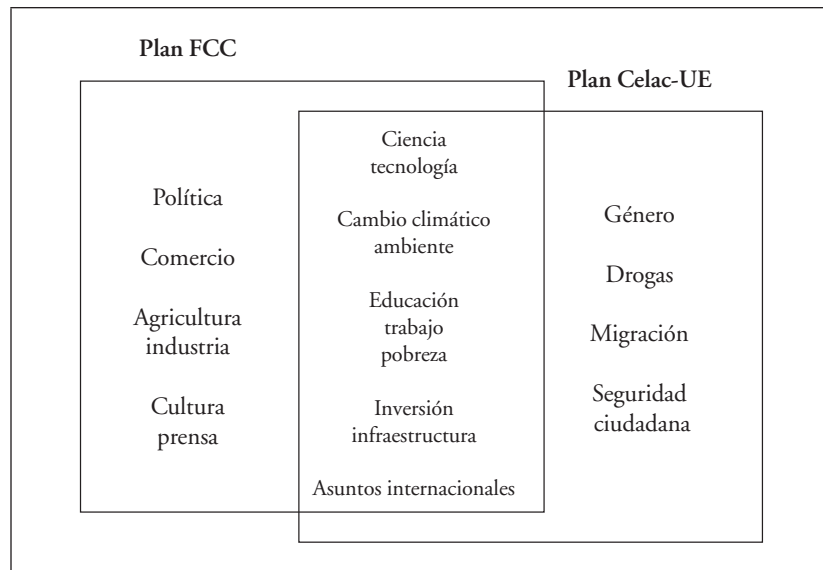 Plan FCC
Plan Celac-UE
Política
Comercio
Agricultura
industria
Cultura
prensa
Ciencia
tecnología
Cambio climático
ambiente
Educación
trabajo
pobreza
Inversión
infraestructura
Asuntos internacionales
Género
Drogas
Migración
Seguridad
ciudadana